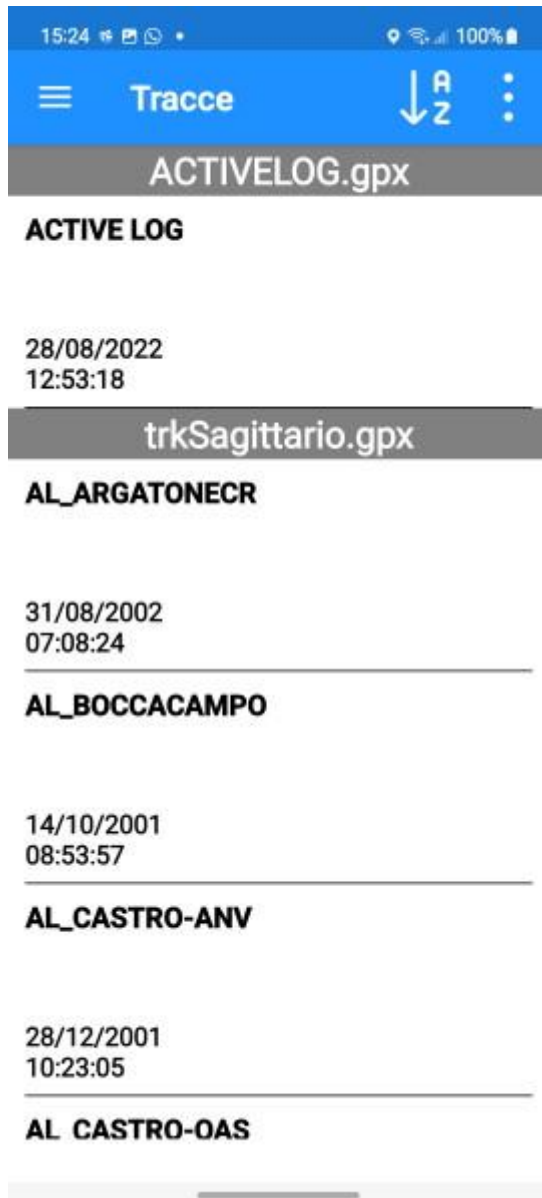 15:24 100%
Tracce
A
Z
ACTIVELOG.gpx
ACTIVE LOG
28/08/2022
12:53:18
trkSagittario.gpx
AL_ARGATONECR
31/08/2002
07:08:24
AL_BOCCACAMPO
14/10/2001
08:53:57
AL_CASTRO-ANV
28/12/2001
10:23:05
AL_CASTRO-OAS